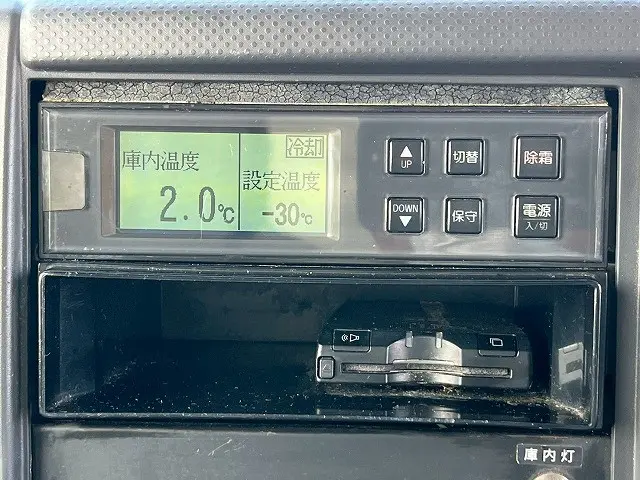 冷却
庫内温度
設定温度
2.0℃
-30℃
UP
切替
除霜
DOWN
保守
電源
入/切
庫内灯